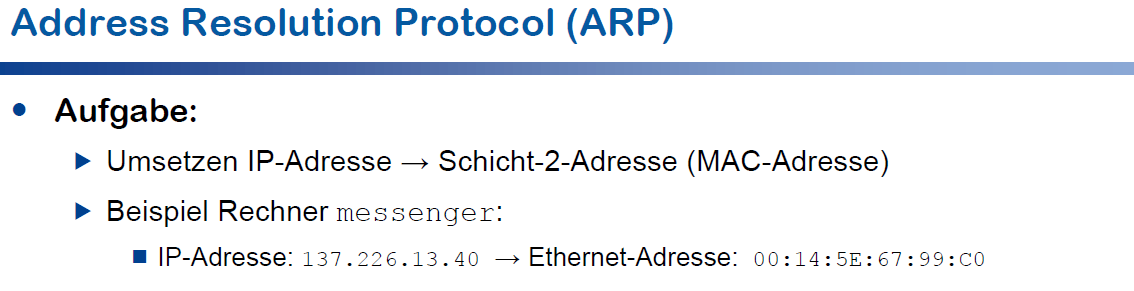 Address Resolution Protocol (ARP)
Aufgabe:
Umsetzen IP-Adresse → Schicht-2-Adresse (MAC-Adresse)
Beispiel Rechner messenger:
IP-Adresse: 137.226.13.40 → Ethernet-Adresse: 00:14:5E:67:99:C0